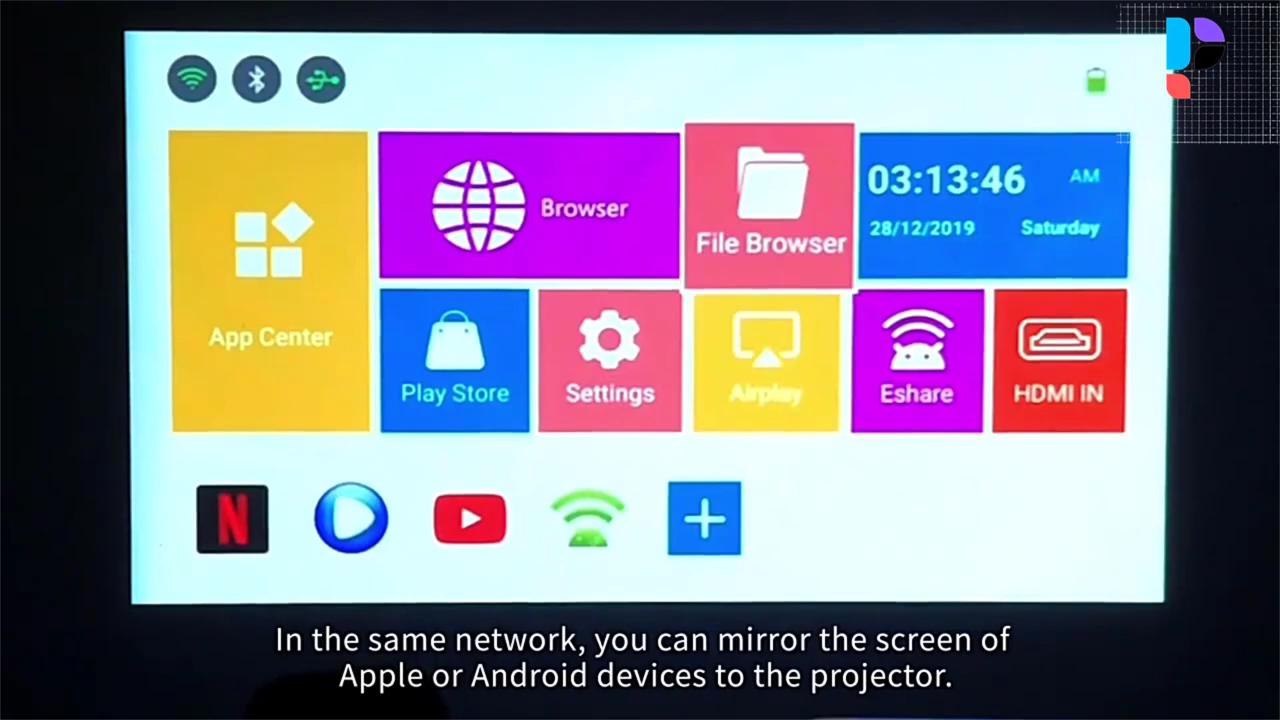 App Center
Browser
File Browser
03:13:46 AM
28/12/2019 Saturday
Play Store
Settings
Airplay
Eshare
HDMI IN
N
In the same network, you can mirror the screen of
Apple or Android devices to the projector.